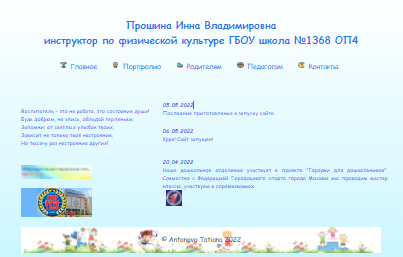 Прошина Инна Владимировна
инструктор по физической культуре ГБОУ школа №1368 ОП4
Главное Портфолио Родителям Педагогом Контакты
Воспитатель - это не работа, это состояние души!
Будь добрым, не злись, обладай терпеньем.
Запомни: от светлых улыбок твоих,
Зависит не только твоё настроенье,
Но тысячу раз настроенье других!
05.05.2022
Последние приготовления к запуску сайта.
06.05.2022
Ура! Сайт запущен!
20.04.2022
Наше дошкольное отделение участвует в проекте "Городки для дошкольников".
Совместно с Федерацией Городошного спорта города Москвы мы проводим мастер
классы, участвуем в соревнованиях.
© Antonova Tatiana 2022